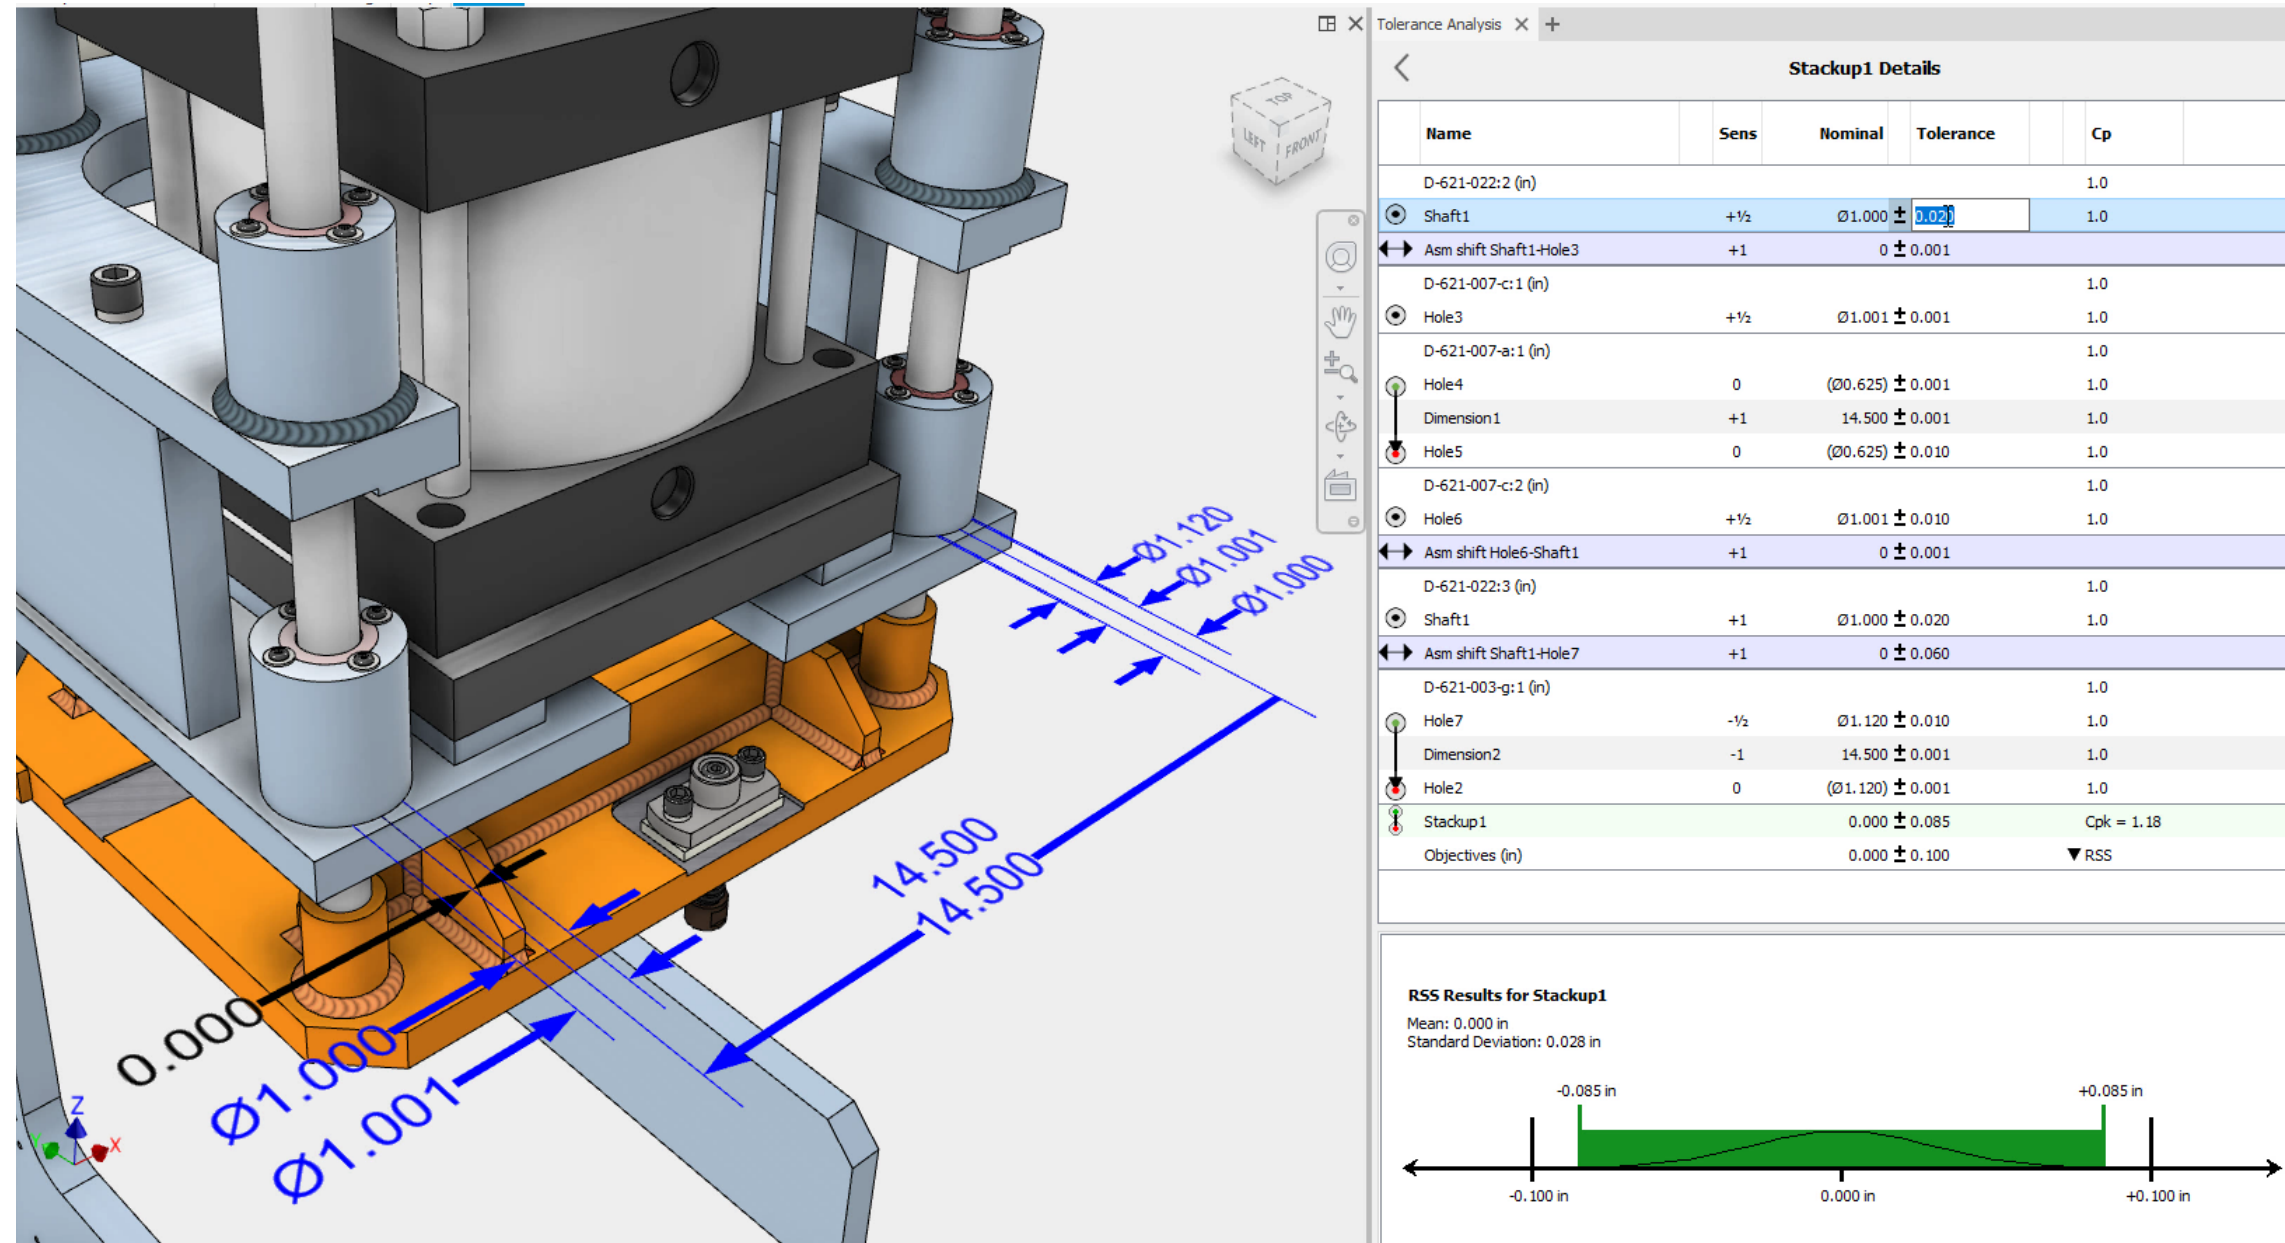 Tolerance Analysis
Stackup1 Details
Name Sens Nominal Tolerance Cp
D-621-022:2 (in) 1.0
Shaft1 +½ Ø1.000 ± 0.020 1.0
Asm shift Shaft1-Hole3 +1 0 ± 0.001
D-621-007-c:1 (in) 1.0
Hole3 +½ Ø1.001 ± 0.001 1.0
D-621-007-a:1 (in) 1.0
Hole4 0 (Ø0.625) ± 0.001 1.0
Dimension1 +1 14.500 ± 0.001 1.0
Hole5 0 (Ø0.625) ± 0.010 1.0
D-621-007-c:2 (in) 1.0
Hole6 +½ Ø1.001 ± 0.010 1.0
Asm shift Hole6-Shaft1 +1 0 ± 0.001
D-621-022:3 (in) 1.0
Shaft1 +1 Ø1.000 ± 0.020 1.0
Asm shift Shaft1-Hole7 +1 0 ± 0.060
D-621-003-g:1 (in) 1.0
Hole7 -½ Ø1.120 ± 0.010 1.0
Dimension2 -1 14.500 ± 0.001 1.0
Hole2 0 (Ø1.120) ± 0.001 1.0
Stackup1 0.000 ± 0.085 Cpk = 1.18
Objectives (in) 0.000 ± 0.100 RSS
RSS Results for Stackup1
Mean: 0.000 in
Standard Deviation: 0.028 in
-0.085 in +0.085 in
-0.100 in 0.000 in +0.100 in
TOP
LEFT FRONT
Ø1.120
Ø1.001
Ø1.000
14.500
14.500
0.000
Ø1.000
Ø1.001
Z
Y
X